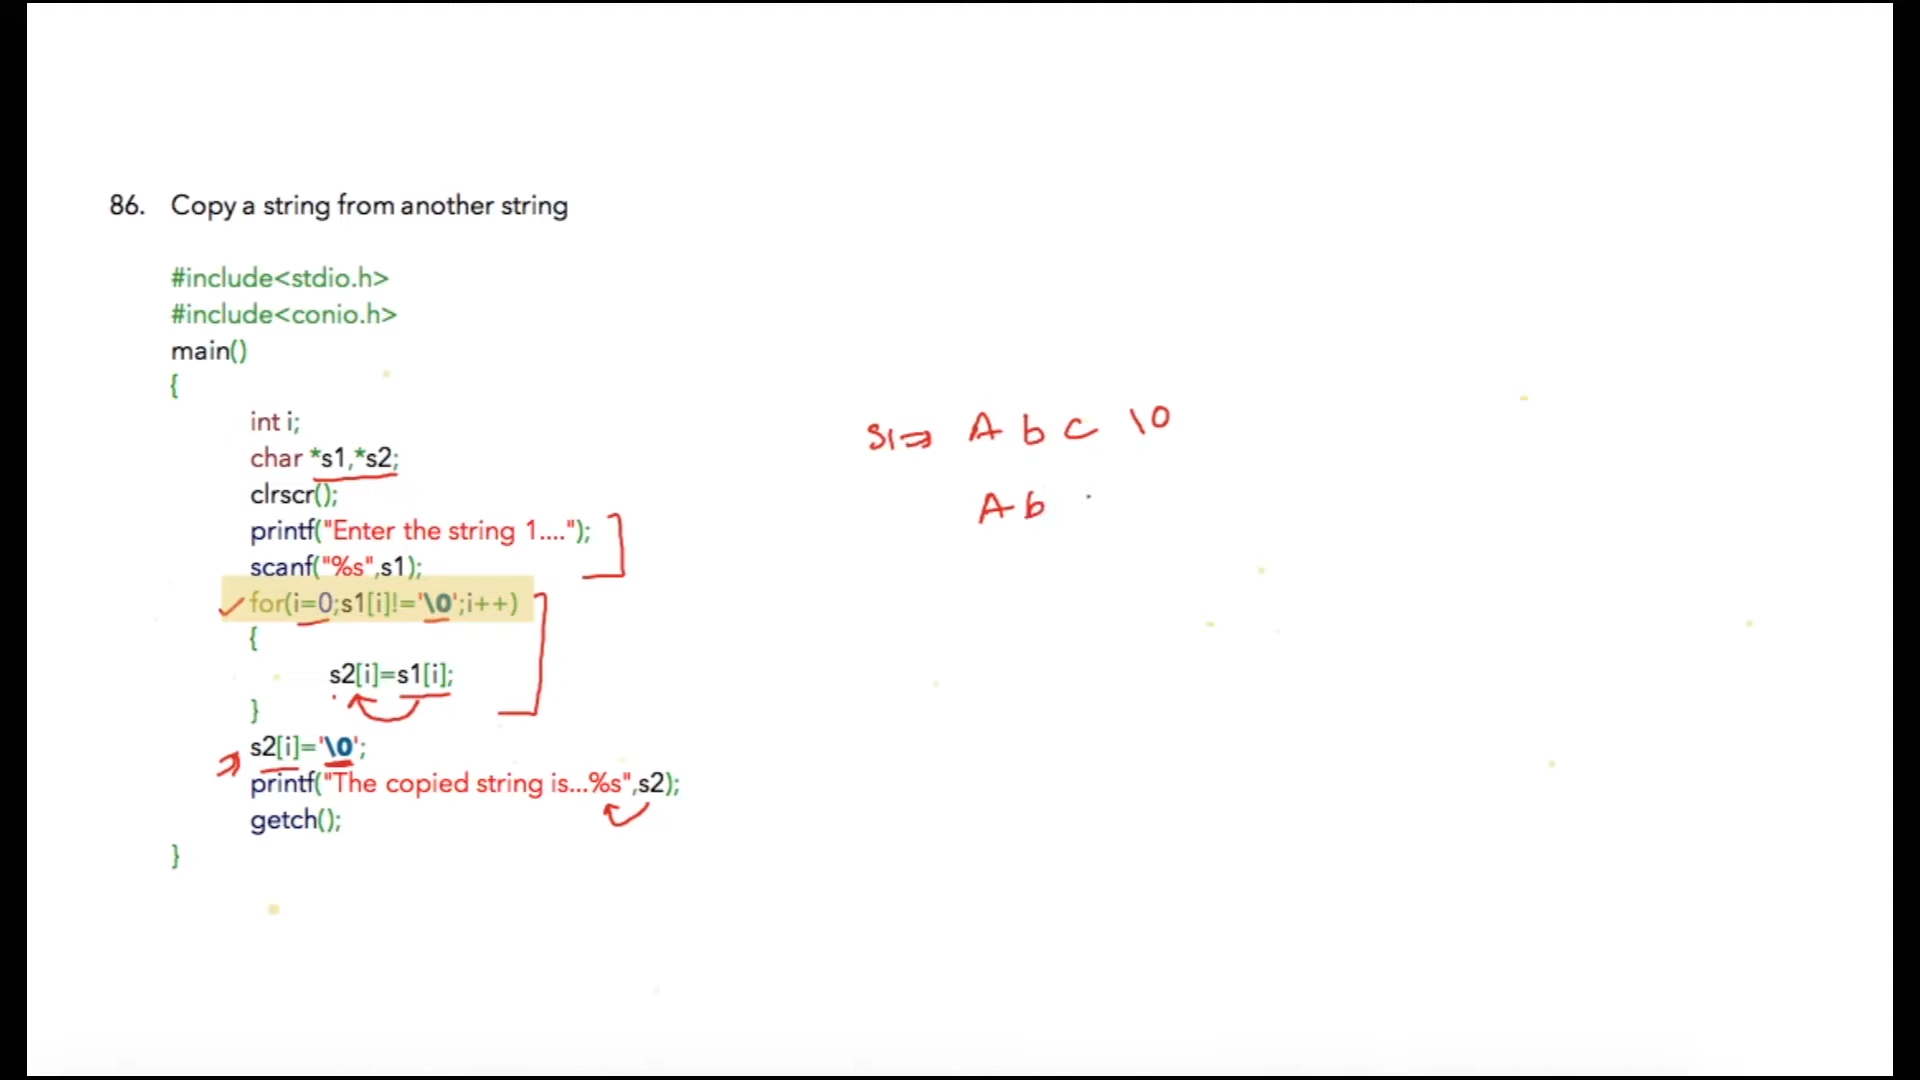 86. Copy a string from another string
#include<stdio.h>
#include<conio.h>
main()
{
int i;
char *s1,*s2;
clrscr();
printf("Enter the string 1....");
scanf("%s",s1);
for(i=0;s1[i]!='\0';i++)
{
s2[i]=s1[i];
}
s2[i]='\0';
printf("The copied string is...%s",s2);
getch();
}
S1⇒ A b c \0
A b